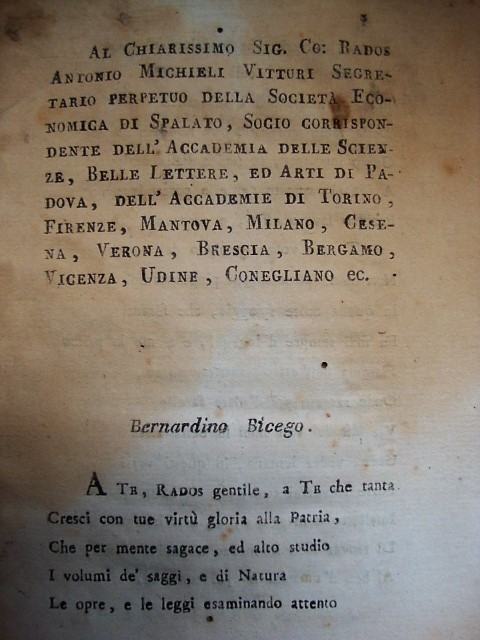 3
AL CHIARISSIMO SIG. CO: RADOS
ANTONIO MICHIELI VITTURI SEGRE-
TARIO PERPETUO DELLA SOCIETÀ ECO-
NOMICA DI SPALATO, SOCIO CORRISPON-
DENTE DELL' ACCADEMIA DELLE SCIEN-
ZE, BELLE LETTERE, ED ARTI DI PA-
DOVA, DELL' ACCADEMIE DI TORINO,
FIRENZE, MANTOVA, MILANO, CESE-
NA, VERONA, BRESCIA, BERGAMO,
VICENZA, UDINE, CONEGLIANO ec.
Bernardino Bicego.
A TE, RADOS gentile, a TE che tanta
Cresci con tue virtù gloria alla Patria,
Che per mente sagace, ed alto studio
I volumi de' saggi, e di Natura
Le opre, e le leggi esaminando attento